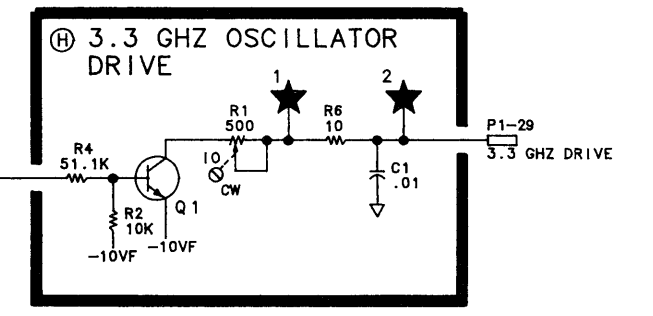 H 3.3 GHZ OSCILLATOR
DRIVE
1
2
R1
500
R6
10
P1-29
3.3 GHZ DRIVE
R4
51.1K
IO
CW
C1
.01
Q1
R2
10K
-10VF
-10VF